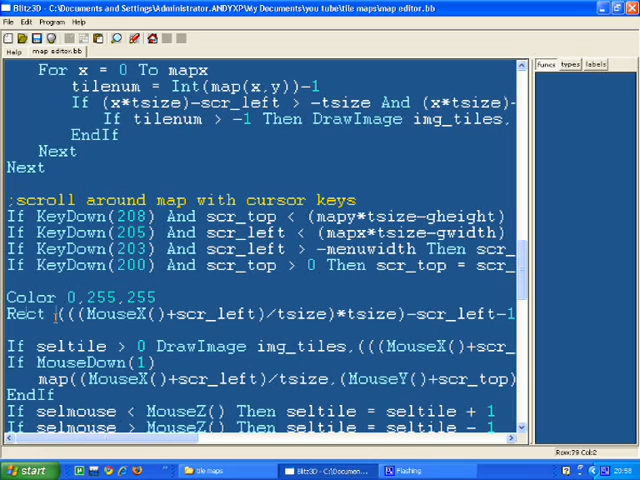 Blitz3D - [C:\Documents and Settings\Administrator.ANDYXP\My Documents\you tube\tile maps\map editor.bb]
File Edit Program Help
Help map editor.bb
funcs types labels
For x = 0 To mapx
tilenum = Int(map(x,y))-1
If (x*tsize)-scr_left > -tsize And (x*tsize)-
If tilenum > -1 Then DrawImage img_tiles,
EndIf
Next
Next
;scroll around map with cursor keys
If KeyDown(208) And scr_top < (mapy*tsize-gheight)
If KeyDown(205) And scr_left < (mapx*tsize-gwidth)
If KeyDown(203) And scr_left > -menuwidth Then scr_
If KeyDown(200) And scr_top > 0 Then scr_top = scr_
Color 0,255,255
Rect (((MouseX()+scr_left)/tsize)*tsize)-scr_left-1
If seltile > 0 DrawImage img_tiles,(((MouseX()+scr_
If MouseDown(1)
map((MouseX()+scr_left)/tsize,(MouseY()+scr_top)
EndIf
If selmouse < MouseZ() Then seltile = seltile + 1
If selmouse > MouseZ() Then seltile = seltile - 1
Row:79 Col:2
start
tile maps
Blitz3D - [C:\Documen...
Flashing
20:58